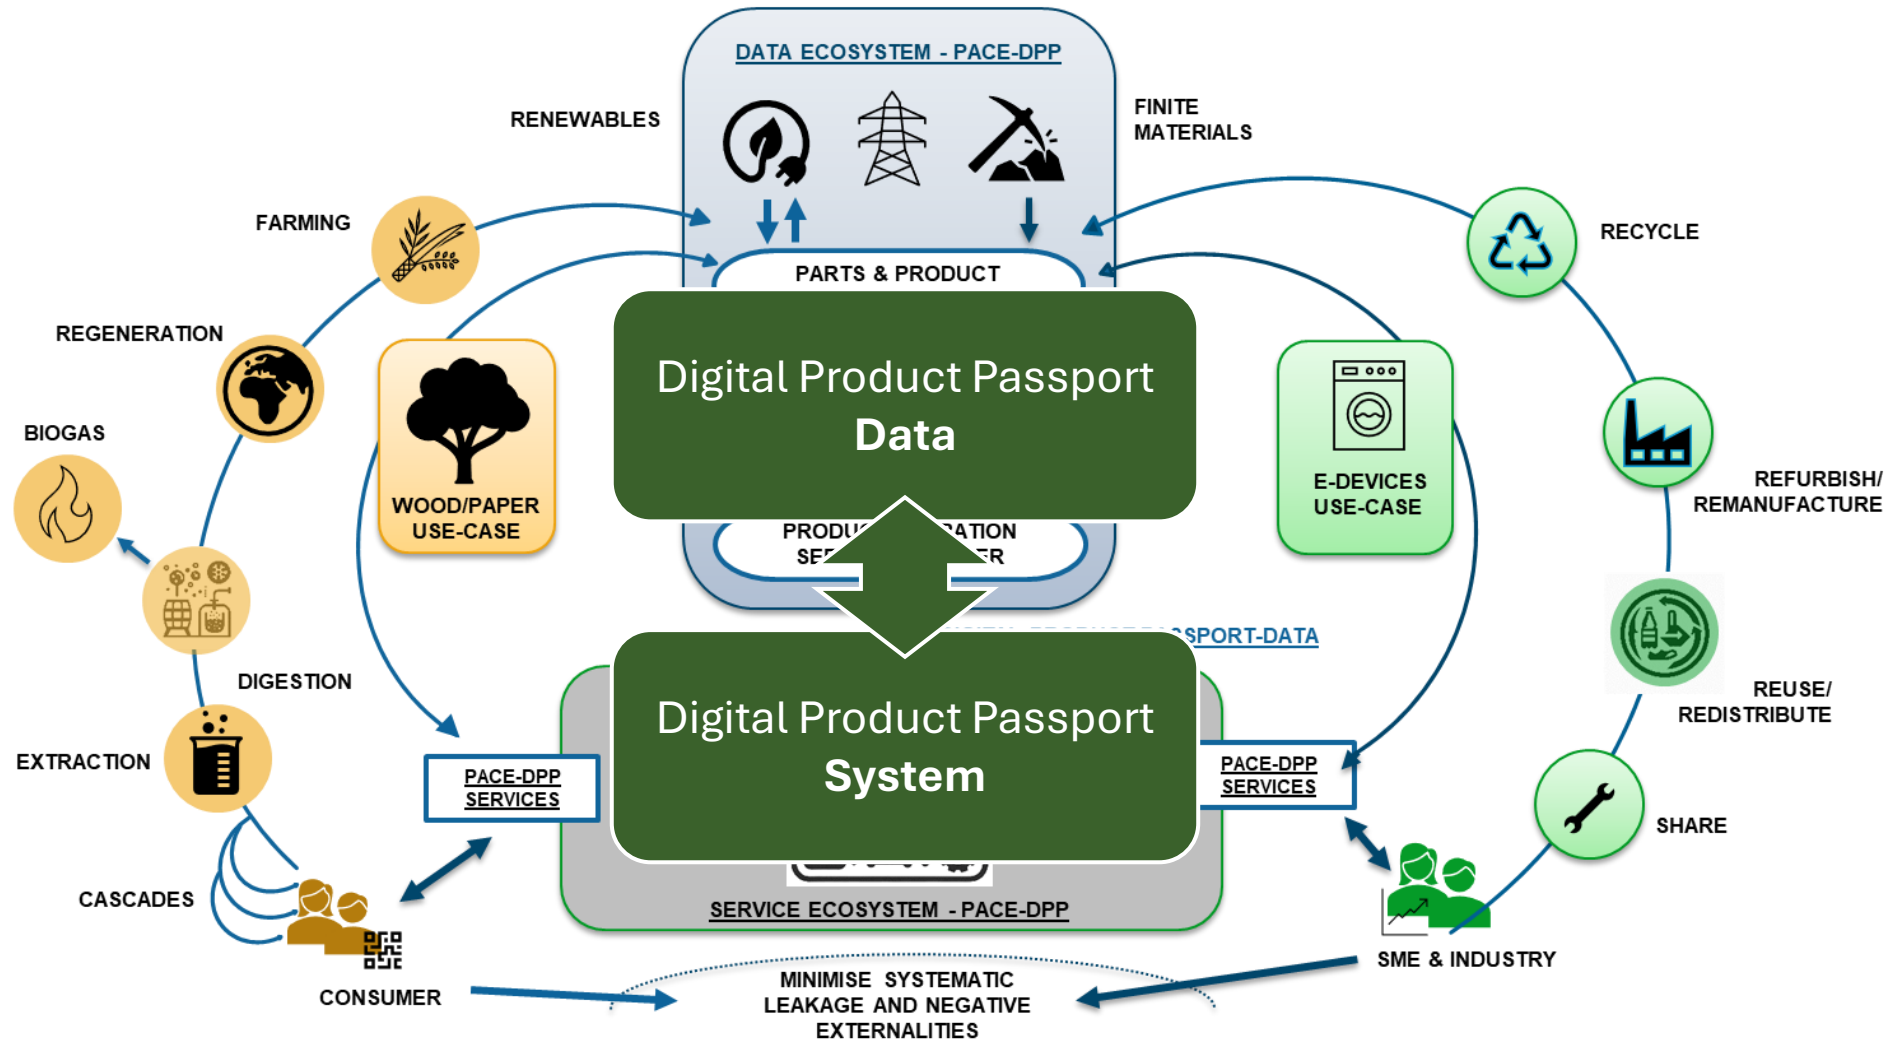 DATA ECOSYSTEM - PACE-DPP
RENEWABLES
FINITE
MATERIALS
FARMING
RECYCLE
PARTS & PRODUCT
REGENERATION
Digital Product Passport
Data
BIOGAS
WOOD/PAPER
USE-CASE
E-DEVICES
USE-CASE
REFURBISH/
REMANUFACTURE
DIGESTION
SPORT-DATA
REUSE/
REDISTRIBUTE
EXTRACTION
PACE-DPP
SERVICES
Digital Product Passport
System
PACE-DPP
SERVICES
SHARE
CASCADES
SERVICE ECOSYSTEM - PACE-DPP
SME & INDUSTRY
CONSUMER
MINIMISE SYSTEMATIC
LEAKAGE AND NEGATIVE
EXTERNALITIES